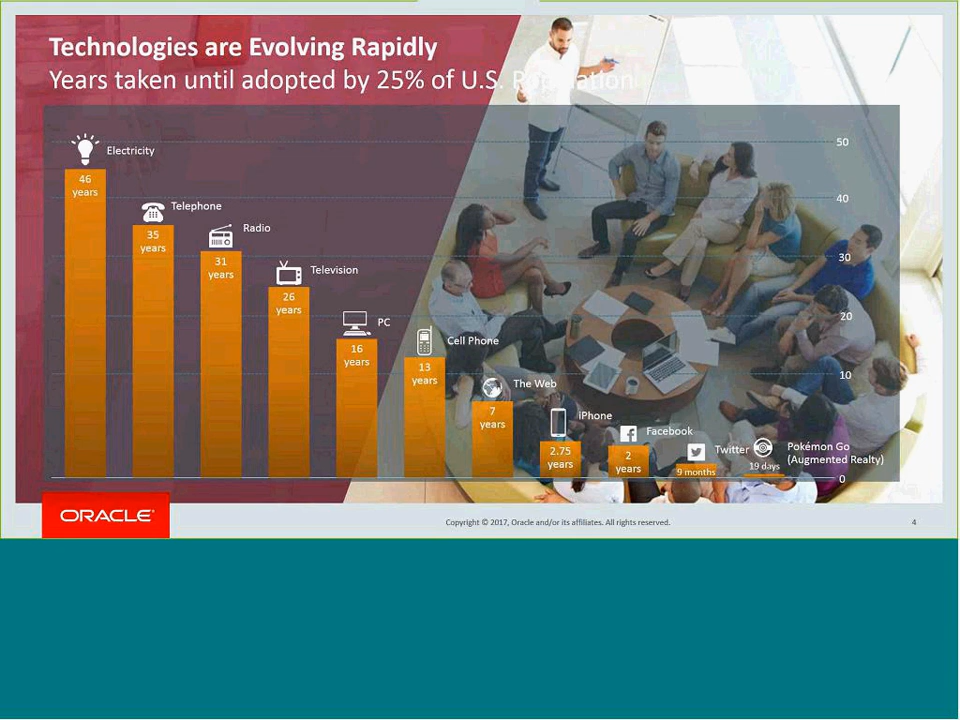 Technologies are Evolving Rapidly
Years taken until adopted by 25% of U.S. Population
50
Electricity
46
years
40
Telephone
35
years
Radio
31
years
30
Television
26
years
20
PC
16
years
Cell Phone
13
years
10
The Web
7
years
iPhone
2.75
years
Facebook
2
years
Twitter
9 months
Pokémon Go
(Augmented Realty)
19 days
0
ORACLE
Copyright © 2017, Oracle and/or its affiliates. All rights reserved.
4